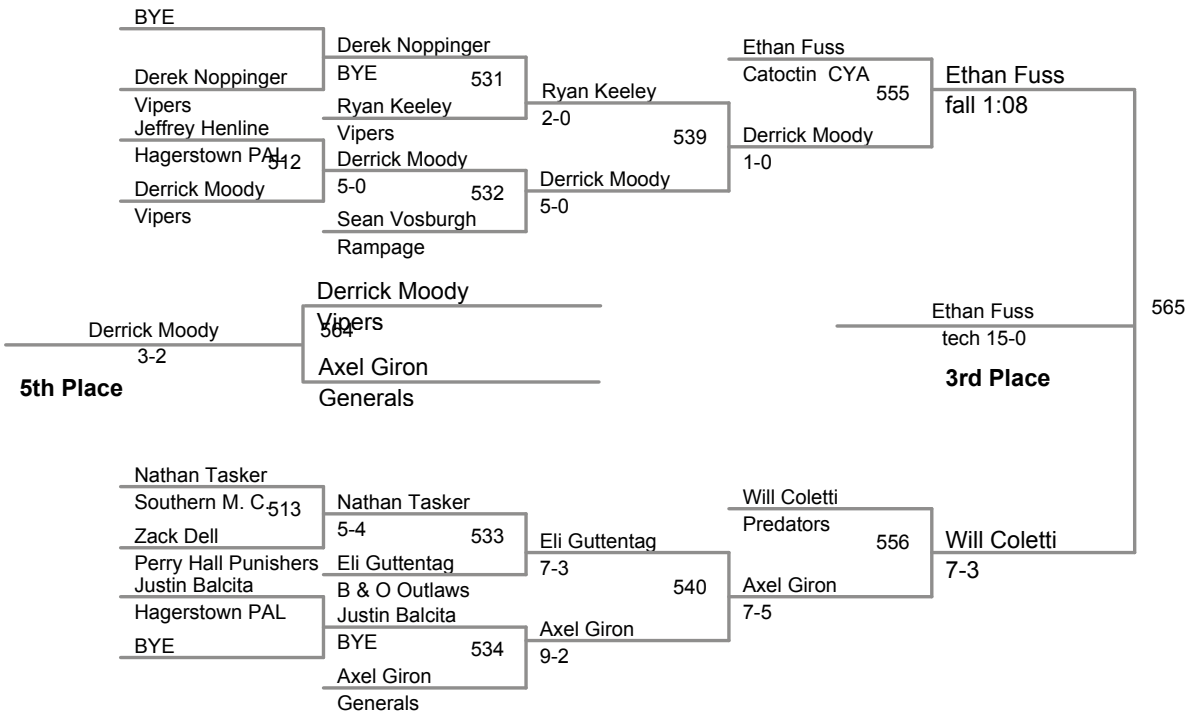 BYE
Derek Noppinger
Vipers
Jeffrey Henline
Hagerstown PAL
512
Derrick Moody
Vipers
Derek Noppinger
BYE
531
Ryan Keeley
Vipers
Derrick Moody
5-0
532
Sean Vosburgh
Rampage
Ryan Keeley
2-0
539
Derrick Moody
5-0
Ethan Fuss
Catoctin CYA
555
Derrick Moody
1-0
Ethan Fuss
fall 1:08
Derrick Moody
3-2
5th Place
Derrick Moody
Vipers
564
Axel Giron
Generals
Ethan Fuss
tech 15-0
3rd Place
565
Nathan Tasker
Southern M. C.
513
Zack Dell
Perry Hall Punishers
Justin Balcita
Hagerstown PAL
BYE
Nathan Tasker
5-4
533
Eli Guttentag
B & O Outlaws
Justin Balcita
BYE
534
Axel Giron
Generals
Eli Guttentag
7-3
540
Axel Giron
9-2
Will Coletti
Predators
556
Axel Giron
7-5
Will Coletti
7-3